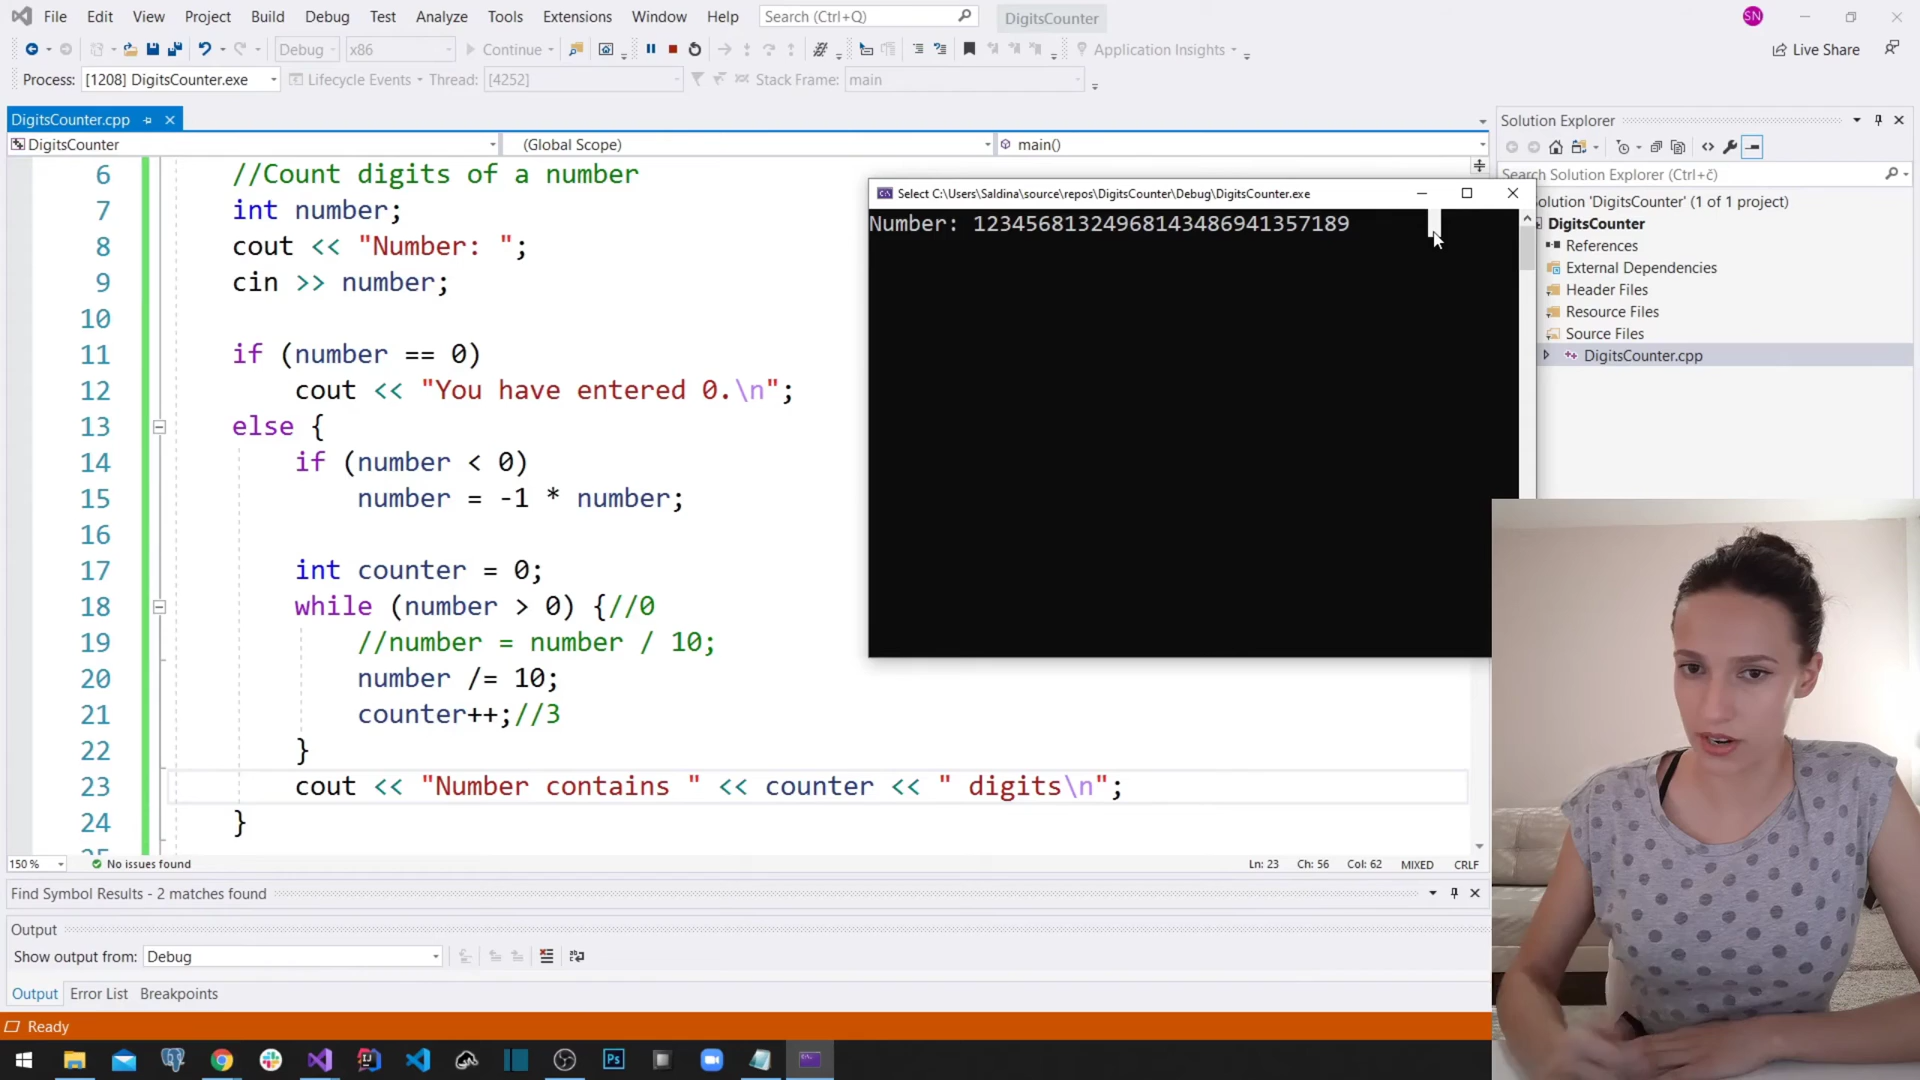 File Edit View Project Build Debug Test Analyze Tools Extensions Window Help Search (Ctrl+Q) DigitsCounter SN
Debug x86 Continue Application Insights Live Share
Process: [1208] DigitsCounter.exe Lifecycle Events Thread: [4252] Stack Frame: main
DigitsCounter.cpp
DigitsCounter (Global Scope) main()
6 //Count digits of a number
7 int number;
8 cout << "Number: ";
9 cin >> number;
10
11 if (number == 0)
12 cout << "You have entered 0.\n";
13 else {
14 if (number < 0)
15 number = -1 * number;
16
17 int counter = 0;
18 while (number > 0) {//0
19 //number = number / 10;
20 number /= 10;
21 counter++;//3
22 }
23 cout << "Number contains " << counter << " digits\n";
24 }
150 % No issues found Ln: 23 Ch: 56 Col: 62 MIXED CRLF
Find Symbol Results - 2 matches found
Output
Show output from: Debug
Output Error List Breakpoints
Ready
Select C:\Users\Saldina\source\repos\DigitsCounter\Debug\DigitsCounter.exe
Number: 1234568132496814348694135 7189
Solution Explorer
Search Solution Explorer (Ctrl+č)
olution 'DigitsCounter' (1 of 1 project)
DigitsCounter
References
External Dependencies
Header Files
Resource Files
Source Files
DigitsCounter.cpp
Ps